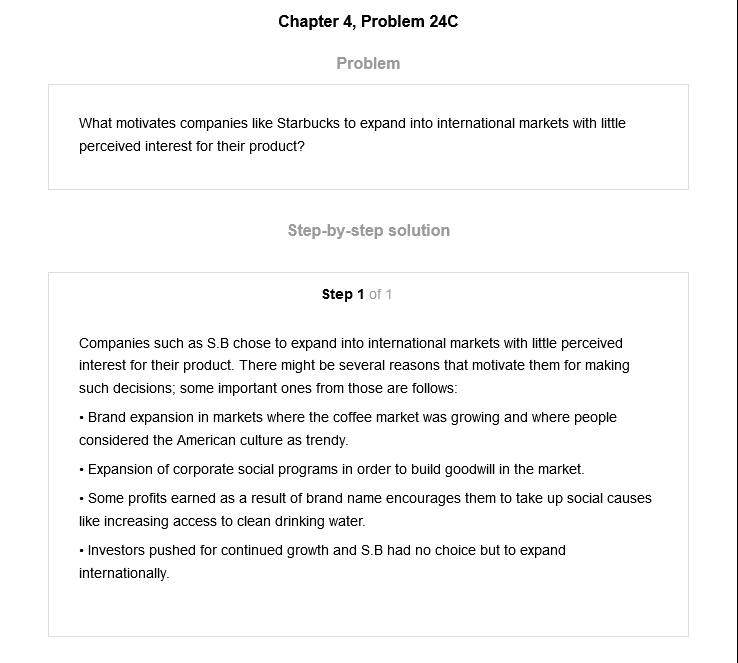 Chapter 4, Problem 24C
Problem
What motivates companies like Starbucks to expand into international markets with little
perceived interest for their product?
Step-by-step solution
Step 1 of 1
Companies such as S.B chose to expand into international markets with little perceived
interest for their product. There might be several reasons that motivate them for making
such decisions; some important ones from those are follows:
• Brand expansion in markets where the coffee market was growing and where people
considered the American culture as trendy.
• Expansion of corporate social programs in order to build goodwill in the market.
• Some profits earned as a result of brand name encourages them to take up social causes
like increasing access to clean drinking water.
• Investors pushed for continued growth and S.B had no choice but to expand
internationally.